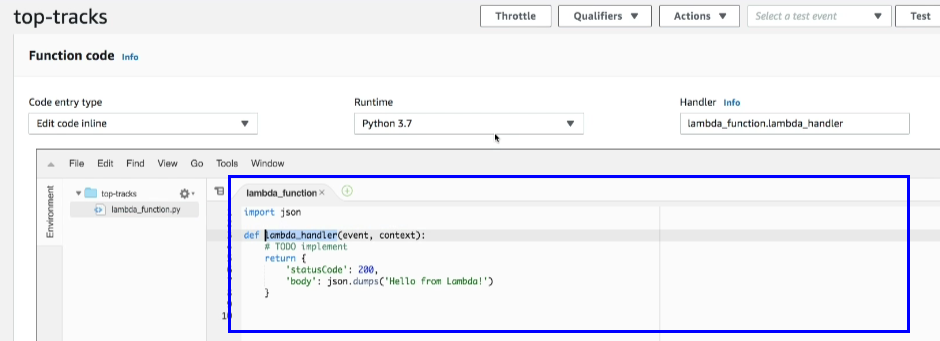 top-tracks
Throttle Qualifiers Actions Select a test event Test
Function code Info
Code entry type Runtime Handler Info
Edit code inline Python 3.7 lambda_function.lambda_handler
File Edit Find View Go Tools Window
Environment
top-tracks
lambda_function.py
lambda_function
import json
def lambda_handler(event, context):
# TODO implement
return {
'statusCode': 200,
'body': json.dumps('Hello from Lambda!')
}